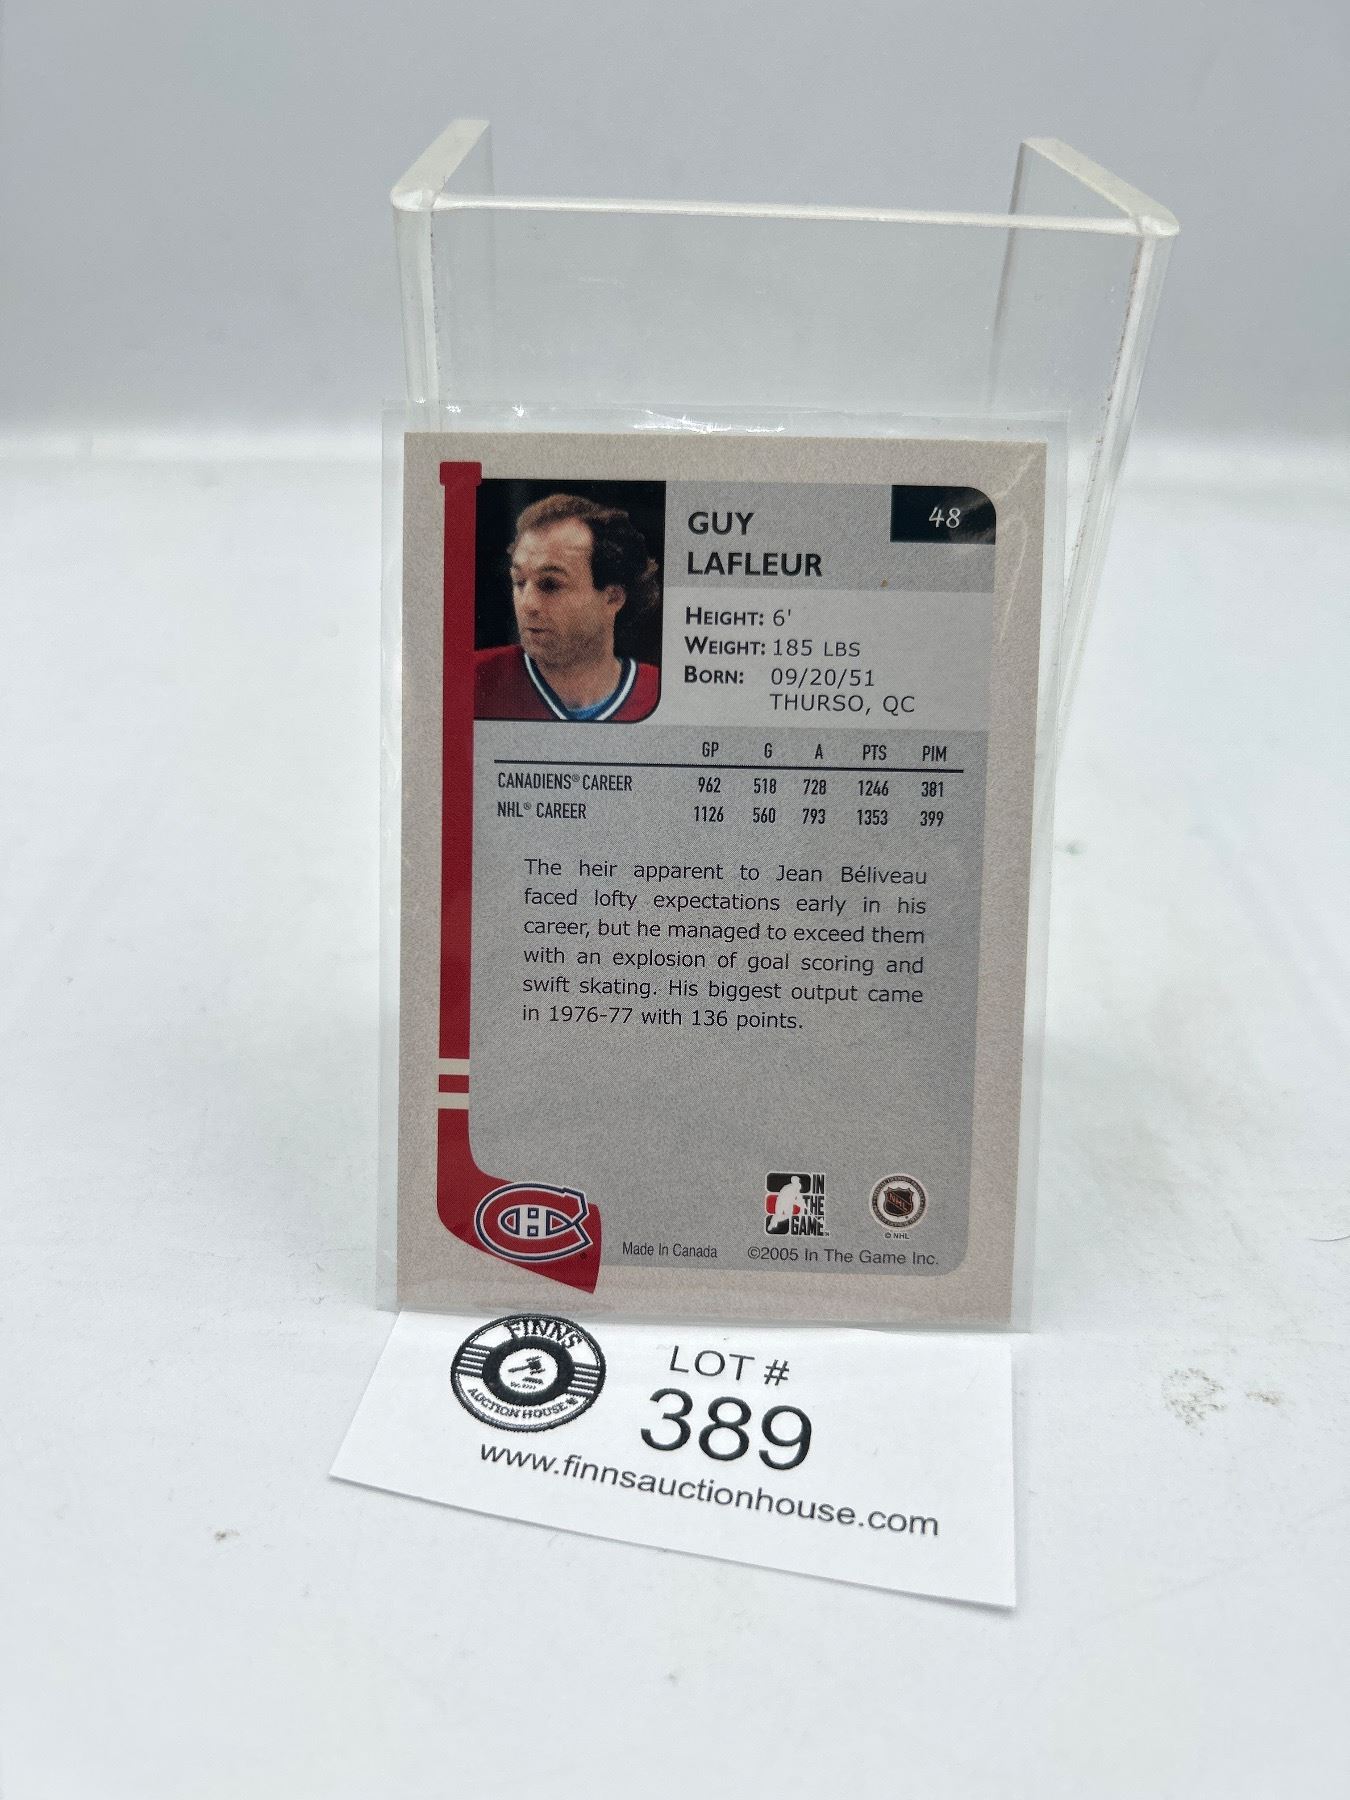 GUY
LAFLEUR
48
HEIGHT: 6'
WEIGHT: 185 LBS
BORN: 09/20/51
THURSO, QC
GP G A PTS PIM
CANADIENS® CAREER 962 518 728 1246 381
NHL® CAREER 1126 560 793 1353 399
The heir apparent to Jean Béliveau
faced lofty expectations early in his
career, but he managed to exceed them
with an explosion of goal scoring and
swift skating. His biggest output came
in 1976-77 with 136 points.
IN
THE
GAME
NHL
© NHL
Made In Canada ©2005 In The Game Inc.
FINNS
AUCTION HOUSE
LOT #
389
www.finnsauctionhouse.com